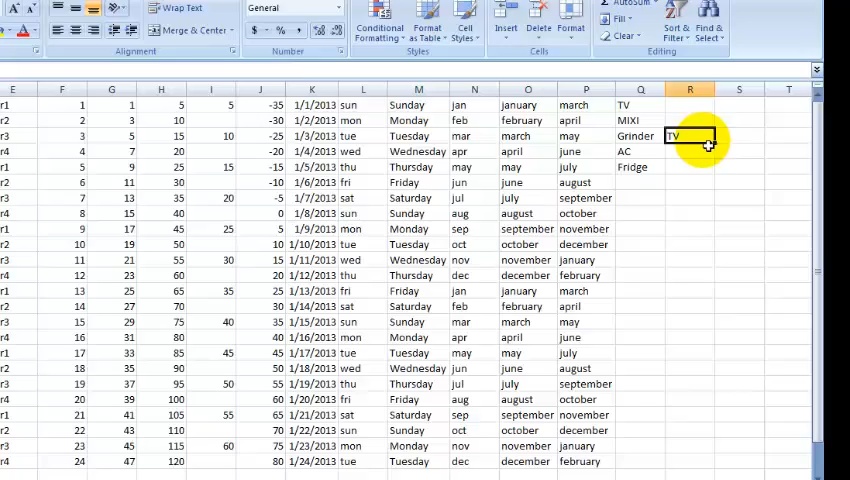 A A Wrap Text General AutoSum
Fill
A Merge & Center $ % , Conditional Formatting Format as Table Cell Styles Insert Delete Format Clear Sort & Filter Find & Select
Alignment Number Styles Cells Editing
E F G H I J K L M N O P Q R S T
r1 1 1 5 5 -35 1/1/2013 sun Sunday jan january march TV
r2 2 3 10 -30 1/2/2013 mon Monday feb february april MIXI
r3 3 5 15 10 -25 1/3/2013 tue Tuesday mar march may Grinder TV
r4 4 7 20 -20 1/4/2013 wed Wednesday apr april june AC
r1 5 9 25 15 -15 1/5/2013 thu Thursday may may july Fridge
r2 6 11 30 -10 1/6/2013 fri Friday jun june august
r3 7 13 35 20 -5 1/7/2013 sat Saturday jul july september
r4 8 15 40 0 1/8/2013 sun Sunday aug august october
r1 9 17 45 25 5 1/9/2013 mon Monday sep september november
r2 10 19 50 10 1/10/2013 tue Tuesday oct october december
r3 11 21 55 30 15 1/11/2013 wed Wednesday nov november january
r4 12 23 60 20 1/12/2013 thu Thursday dec december february
r1 13 25 65 35 25 1/13/2013 fri Friday jan january march
r2 14 27 70 30 1/14/2013 sat Saturday feb february april
r3 15 29 75 40 35 1/15/2013 sun Sunday mar march may
r4 16 31 80 40 1/16/2013 mon Monday apr april june
r1 17 33 85 45 45 1/17/2013 tue Tuesday may may july
r2 18 35 90 50 1/18/2013 wed Wednesday jun june august
r3 19 37 95 50 55 1/19/2013 thu Thursday jul july september
r4 20 39 100 60 1/20/2013 fri Friday aug august october
r1 21 41 105 55 65 1/21/2013 sat Saturday sep september november
r2 22 43 110 70 1/22/2013 sun Sunday oct october december
r3 23 45 115 60 75 1/23/2013 mon Monday nov november january
r4 24 47 120 80 1/24/2013 tue Tuesday dec december february